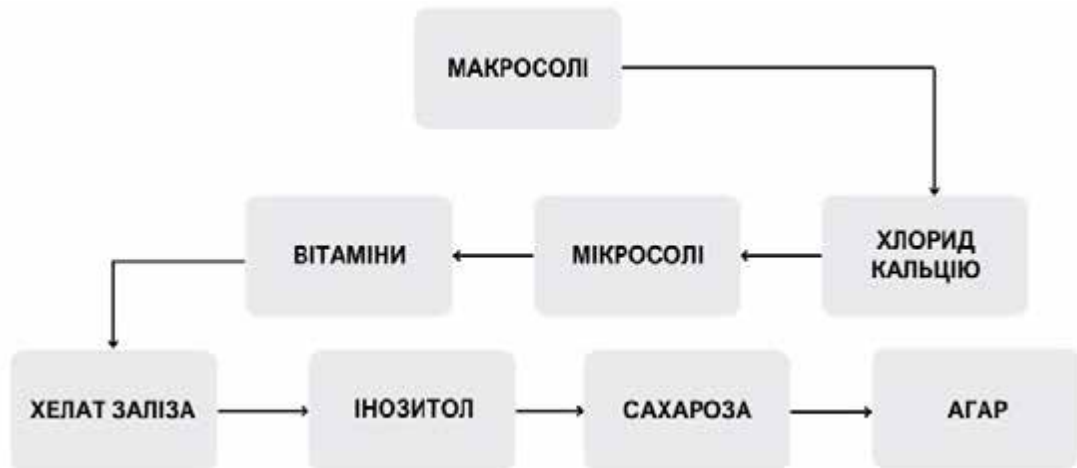 МАКРОСОЛІ
ХЛОРИД
КАЛЬЦІЮ
МІКРОСОЛІ
ВІТАМІНИ
ХЕЛАТ ЗАЛІЗА
ІНОЗИТОЛ
САХАРОЗА
АГАР